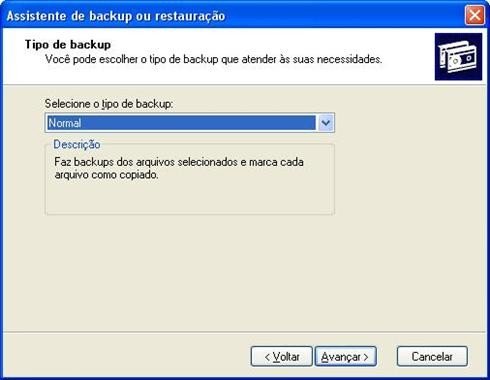 Assistente de backup ou restauração
Tipo de backup
Você pode escolher o tipo de backup que atender às suas necessidades.
Selecione o tipo de backup:
Normal
Descrição
Faz backups dos arquivos selecionados e marca cada
arquivo como copiado.
< Voltar Avançar > Cancelar